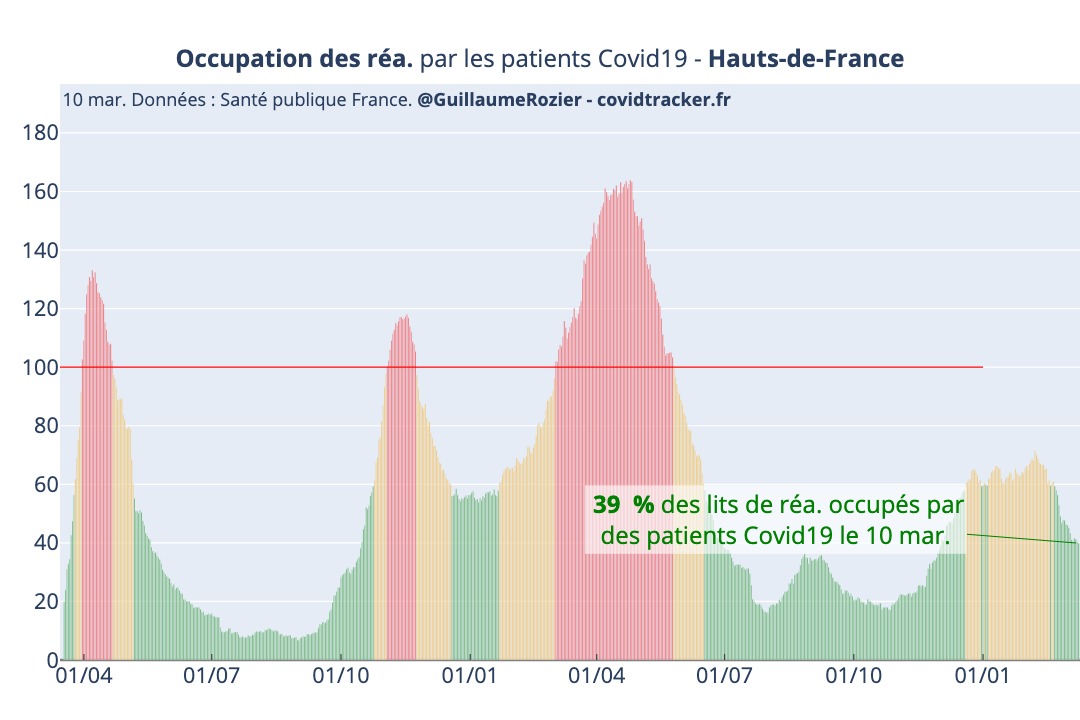 Occupation des réa. par les patients Covid19 - Hauts-de-France
10 mar. Données : Santé publique France. @GuillaumeRozier - covidtracker.fr
180
160
140
120
100
80
60
40
20
0
39 % des lits de réa. occupés par
des patients Covid19 le 10 mar.
01/04 01/07 01/10 01/01 01/04 01/07 01/10 01/01